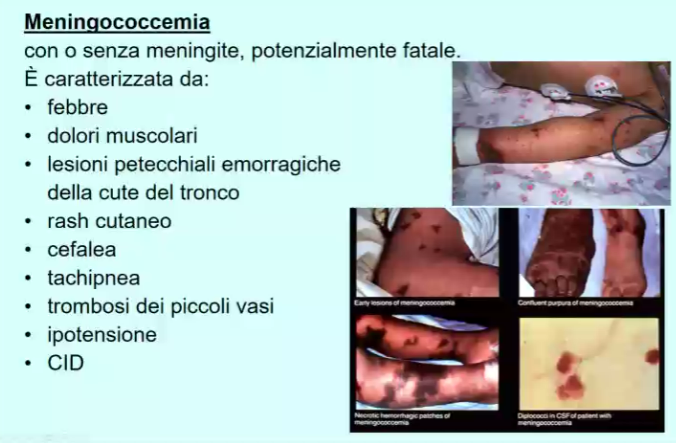 Meningococcemia
con o senza meningite, potenzialmente fatale.
È caratterizzata da:
• febbre
• dolori muscolari
• lesioni petecchiali emorragiche
della cute del tronco
• rash cutaneo
• cefalea
• tachipnea
• trombosi dei piccoli vasi
• ipotensione
• CID
Early lesions of meningococcemia
Confluent purpura of meningococcemia
Necrotic hemorrhagic patches of
meningococcemia
Diplococci in CSF of patient with
meningococcemia